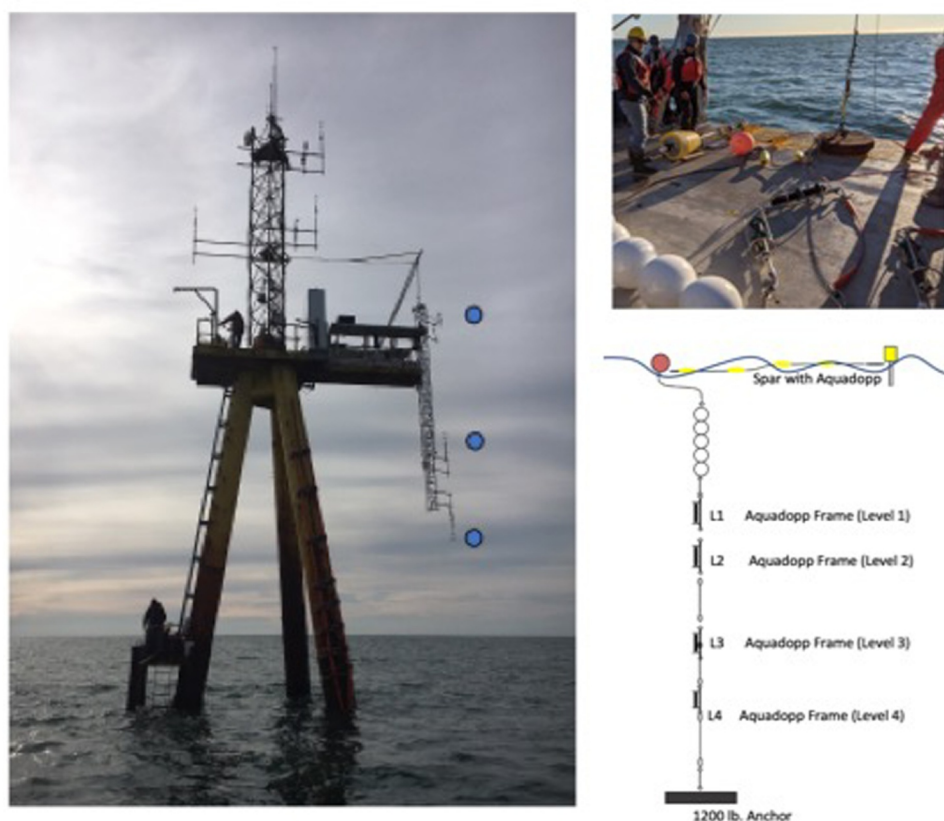 Spar with Aquadopp
L1 Aquadopp Frame (Level 1)
L2 Aquadopp Frame (Level 2)
L3 Aquadopp Frame (Level 3)
L4 Aquadopp Frame (Level 4)
1200 lb. Anchor